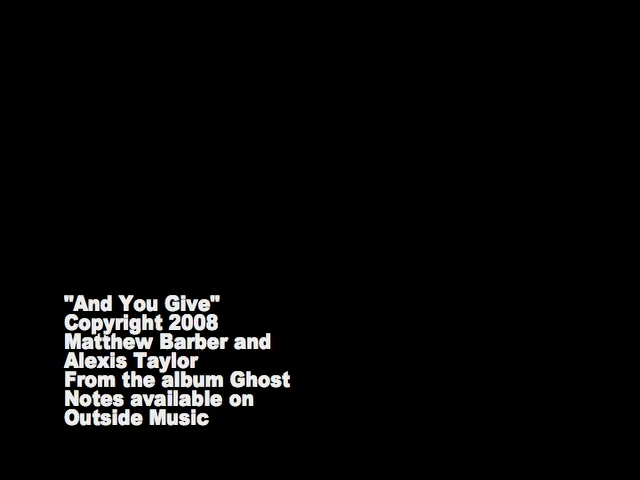 "And You Give"
Copyright 2008
Matthew Barber and
Alexis Taylor
From the album Ghost
Notes available on
Outside Music